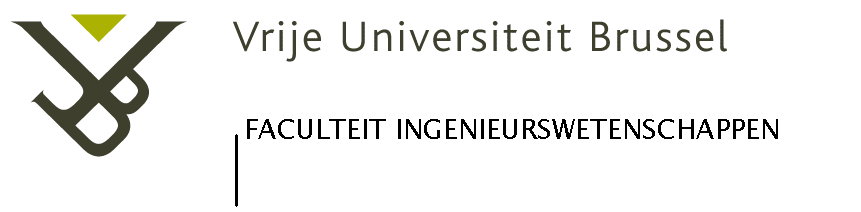 Vrije Universiteit Brussel
FACULTEIT INGENIEURSWETENSCHAPPEN